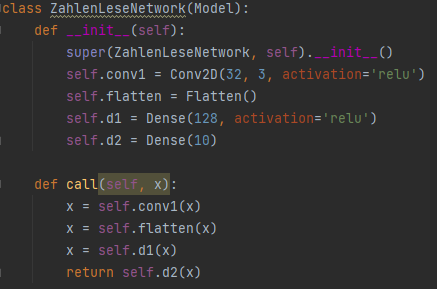 class ZahlenLeseNetwork(Model):
    def __init__(self):
        super(ZahlenLeseNetwork, self).__init__()
        self.conv1 = Conv2D(32, 3, activation='relu')
        self.flatten = Flatten()
        self.d1 = Dense(128, activation='relu')
        self.d2 = Dense(10)
    def call(self, x):
        x = self.conv1(x)
        x = self.flatten(x)
        x = self.d1(x)
        return self.d2(x)